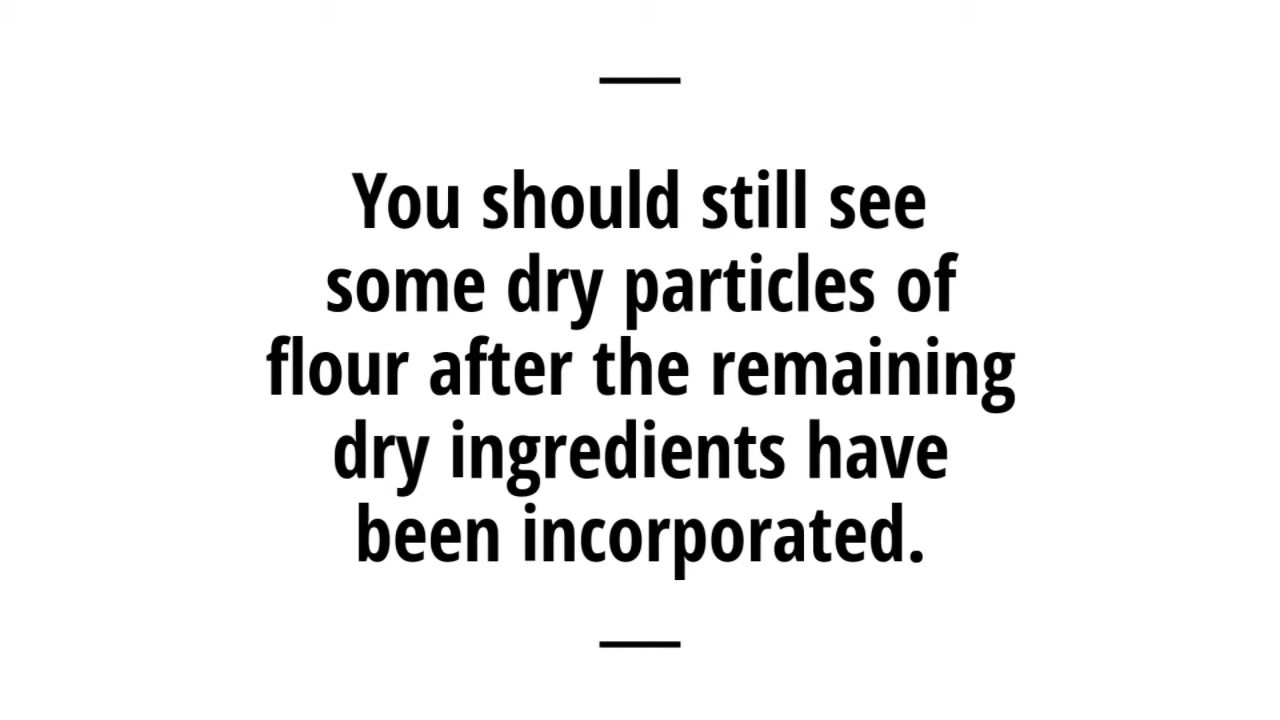 You should still see
some dry particles of
flour after the remaining
dry ingredients have
been incorporated.